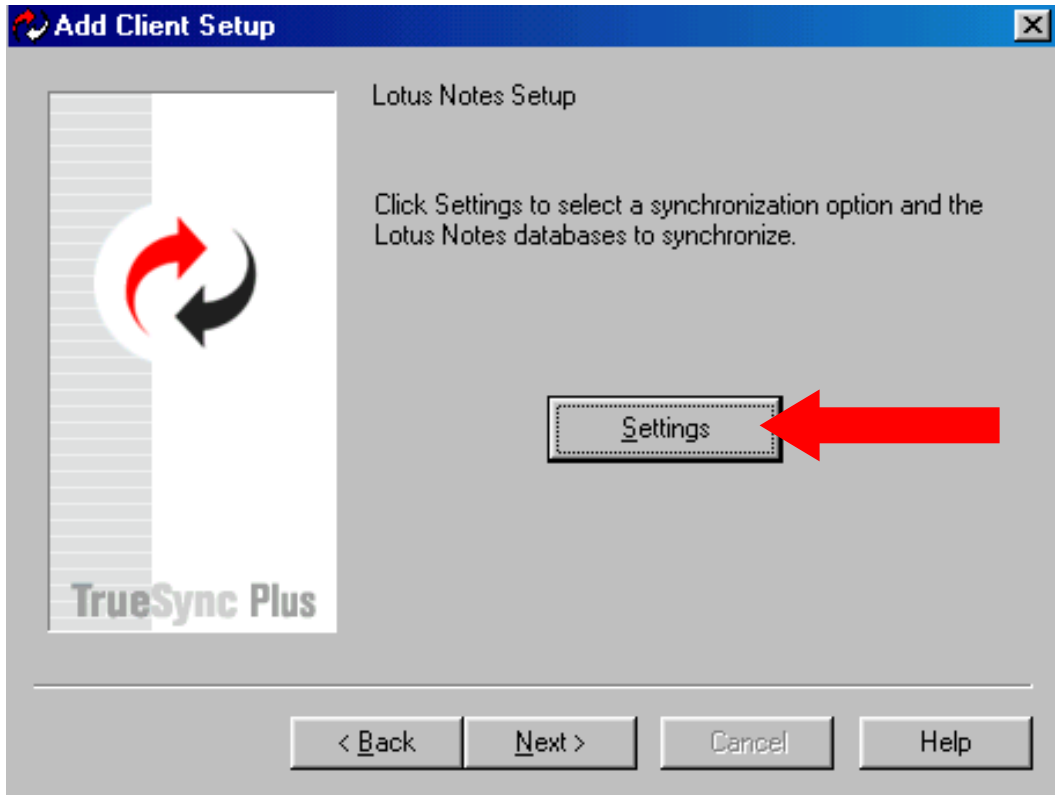 Add Client Setup
Lotus Notes Setup
Click Settings to select a synchronization option and the
Lotus Notes databases to synchronize.
Settings
TrueSync Plus
< Back
Next >
Cancel
Help